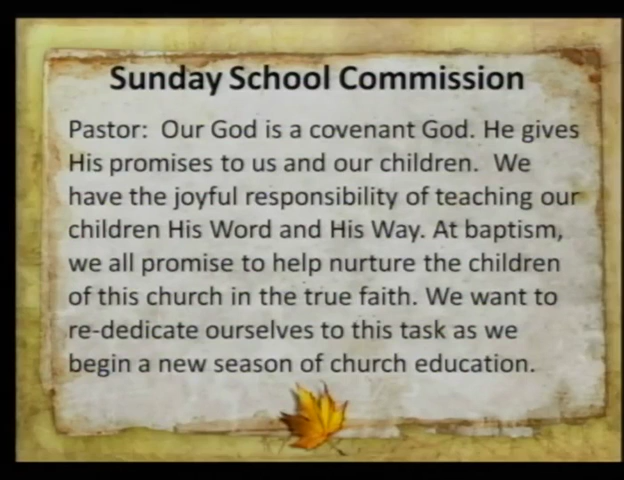 Sunday School Commission
Pastor:  Our God is a covenant God. He gives
His promises to us and our children.  We
have the joyful responsibility of teaching our
children His Word and His Way. At baptism,
we all promise to help nurture the children
of this church in the true faith. We want to
re-dedicate ourselves to this task as we
begin a new season of church education.